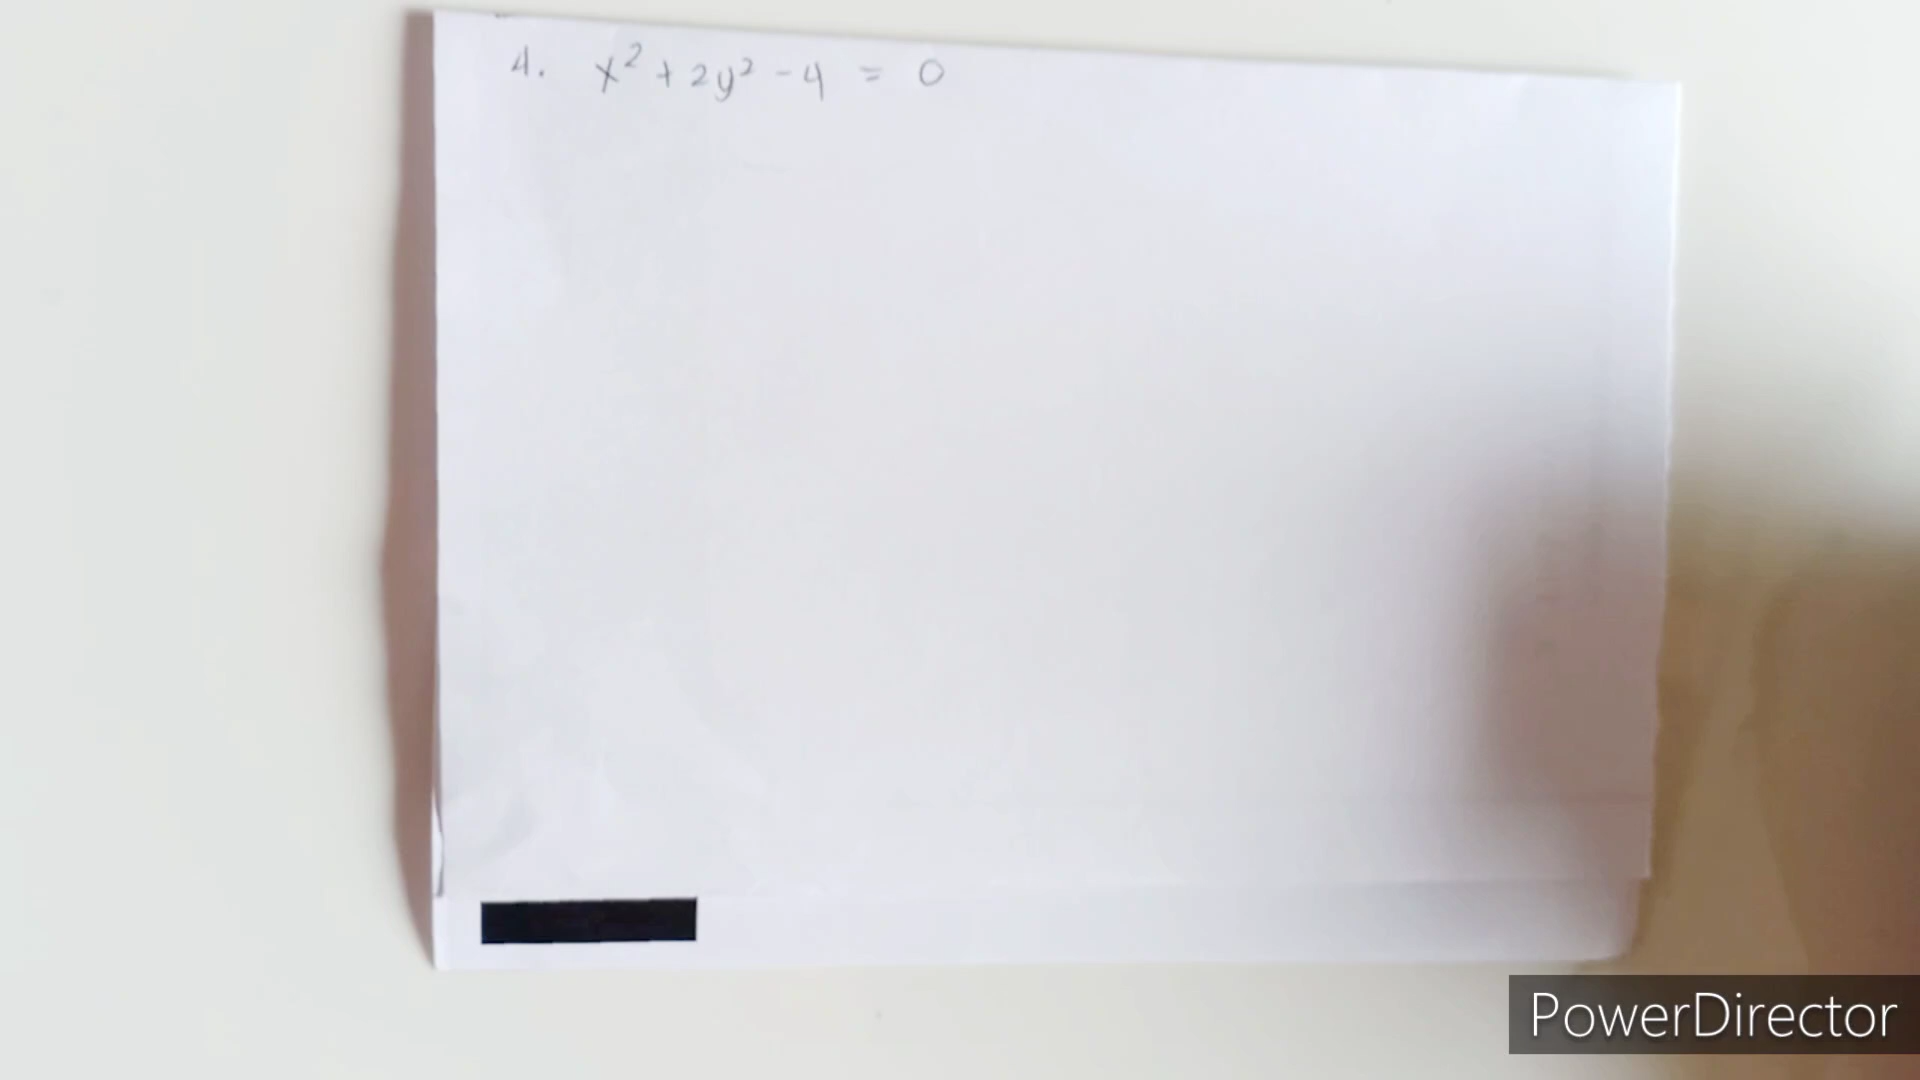 4. x² + 2y² - 4 = 0
PowerDirector